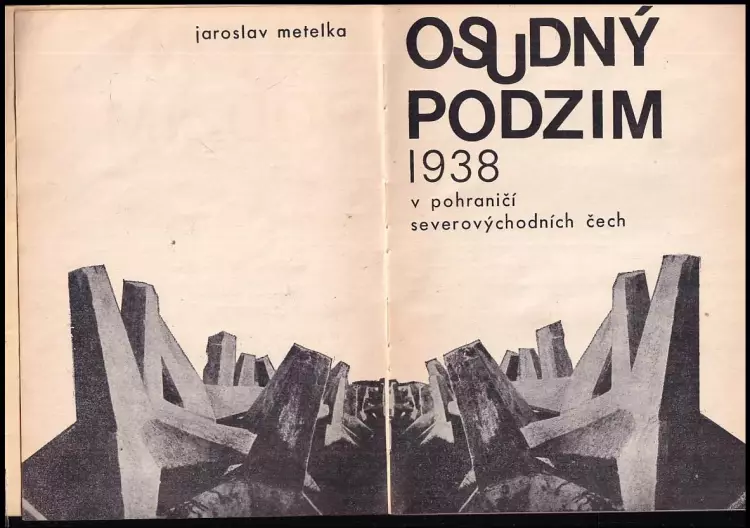 jaroslav metelka
OSUDNÝ
PODZIM
1938
v pohraničí
severovýchodních čech